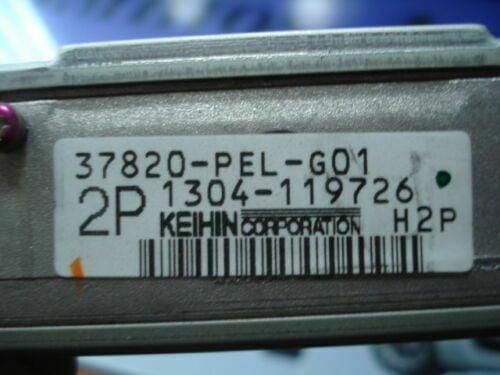 37820-PEL-G01
2P 1304-119726
KEIHIN CORPORATION H2P